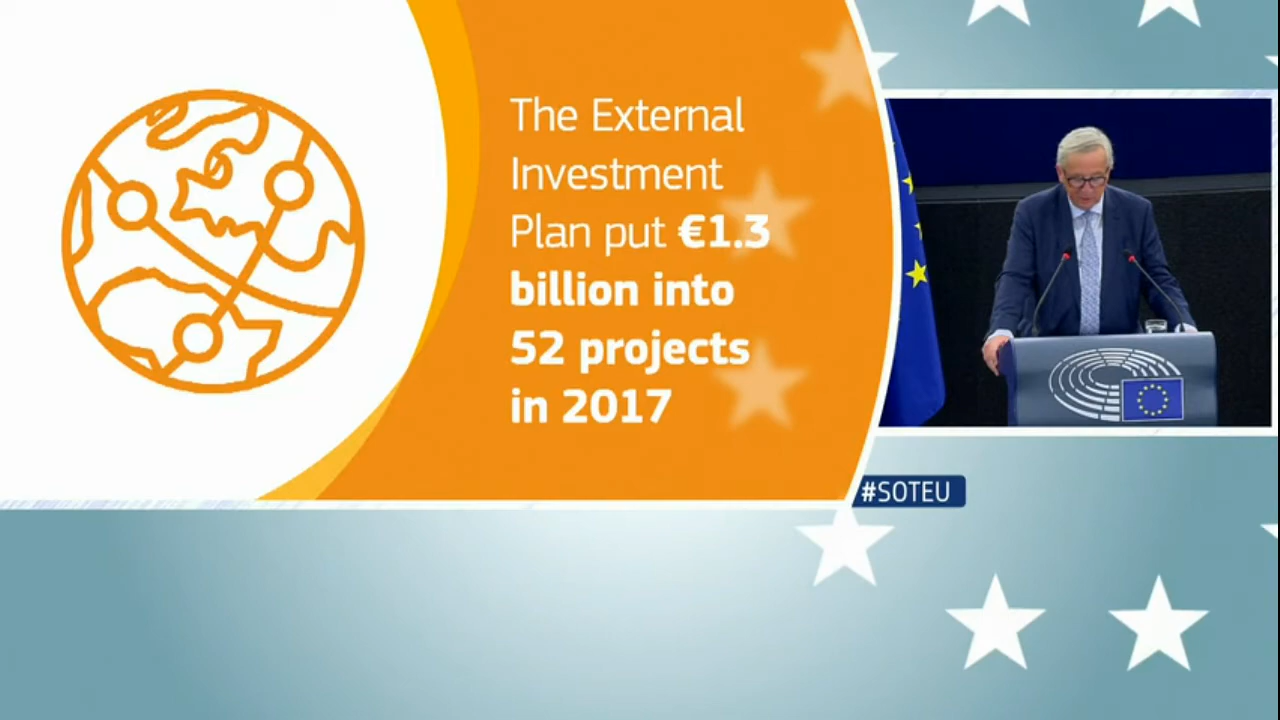 The External
Investment
Plan put €1.3
billion into
52 projects
in 2017
#SOTEU